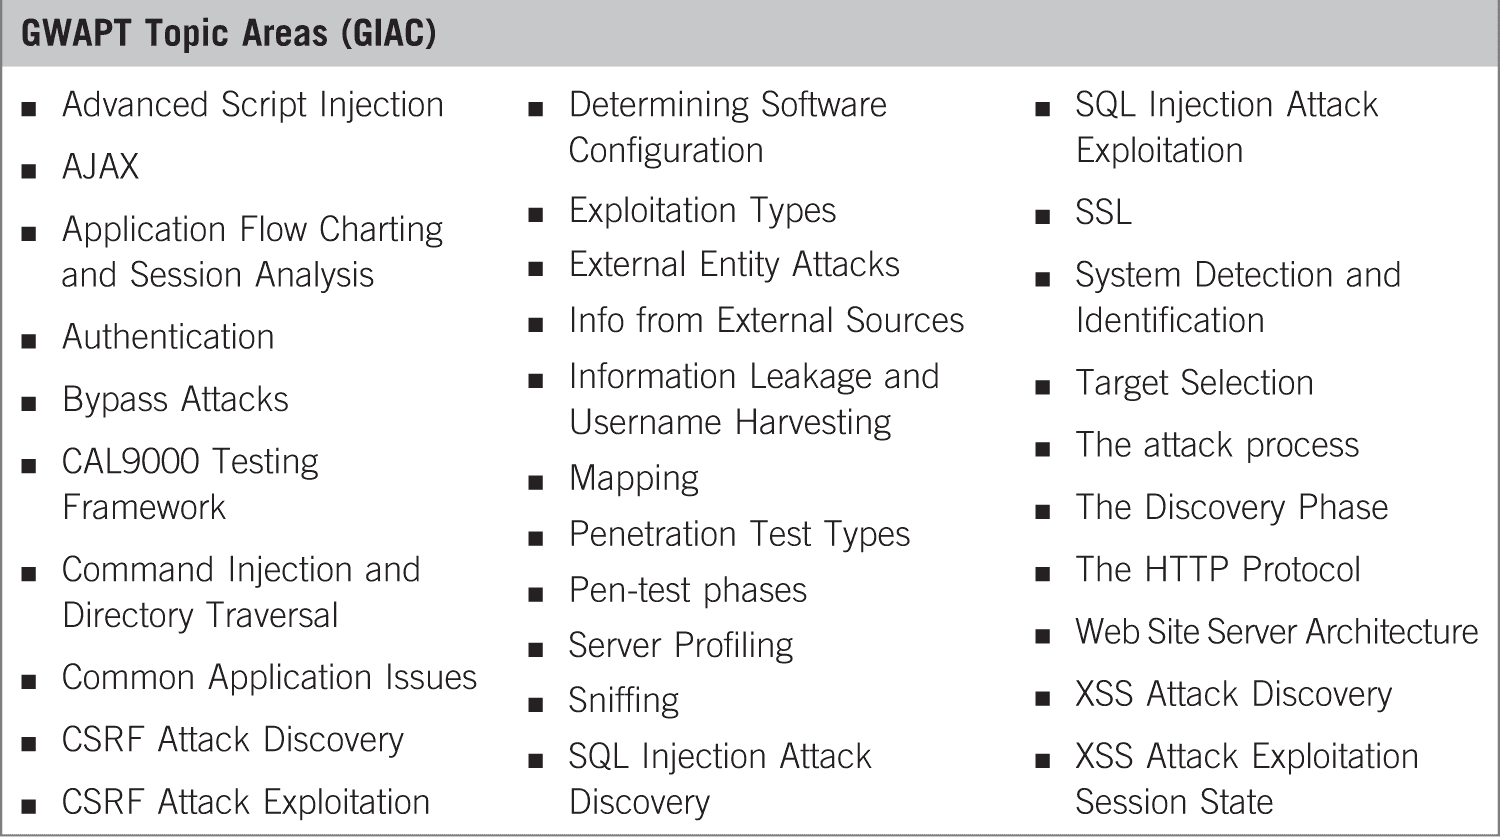 GWAPT Topic Areas (GIAC)
■ Advanced Script Injection
■ AJAX
■ Application Flow Charting
and Session Analysis
■ Authentication
■ Bypass Attacks
■ CAL9000 Testing
Framework
■ Command Injection and
Directory Traversal
■ Common Application Issues
■ CSRF Attack Discovery
■ CSRF Attack Exploitation
■ Determining Software
Configuration
■ Exploitation Types
■ External Entity Attacks
■ Info from External Sources
■ Information Leakage and
Username Harvesting
■ Mapping
■ Penetration Test Types
■ Pen-test phases
■ Server Profiling
■ Sniffing
■ SQL Injection Attack
Discovery
■ SQL Injection Attack
Exploitation
■ SSL
■ System Detection and
Identification
■ Target Selection
■ The attack process
■ The Discovery Phase
■ The HTTP Protocol
■ Web Site Server Architecture
■ XSS Attack Discovery
■ XSS Attack Exploitation
Session State